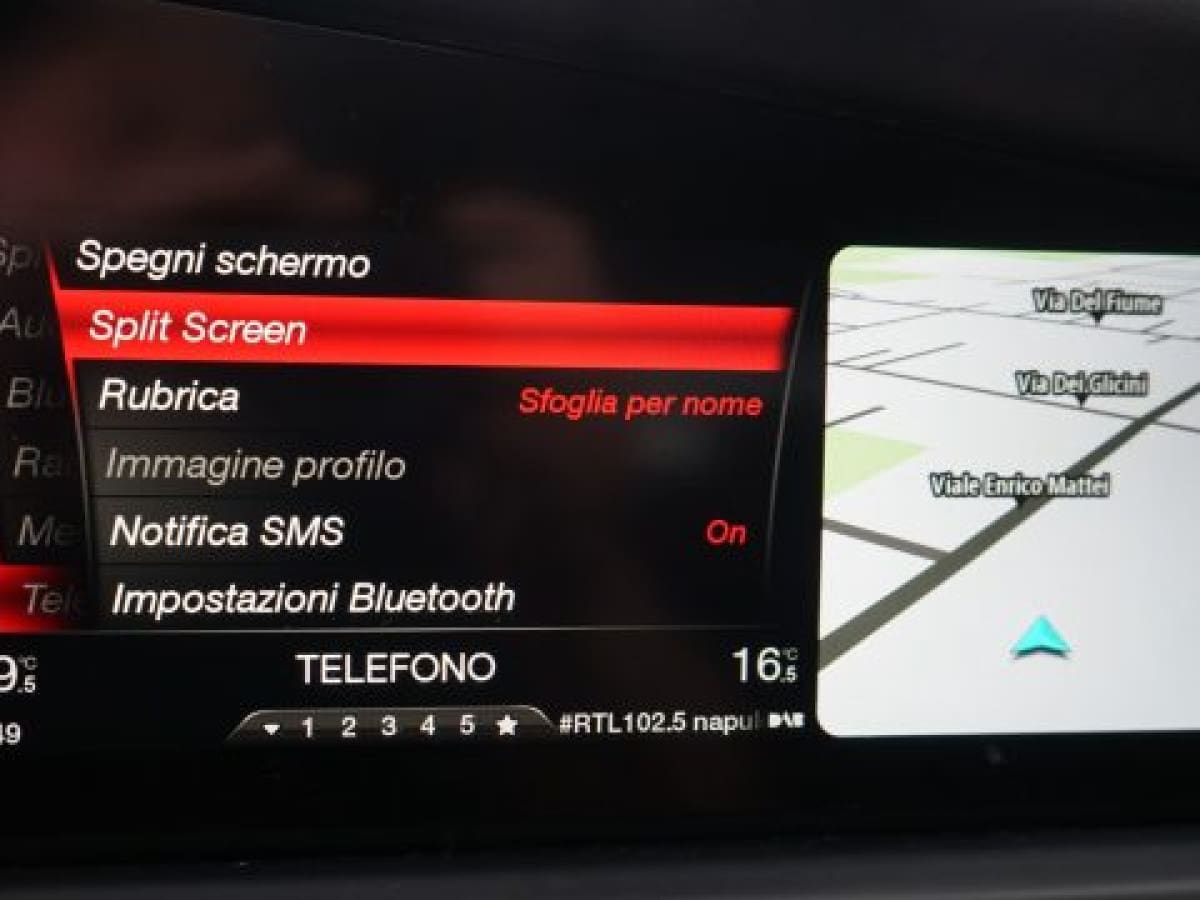 Spegni schermo
Split Screen
Rubrica Sfoglia per nome
Immagine profilo
Notifica SMS On
Impostazioni Bluetooth
TELEFONO
16°C.5
1 2 3 4 5 ★
#RTL102.5 napul DAB
Via Del Fiume
Via Dei Glicini
Viale Enrico Mattei